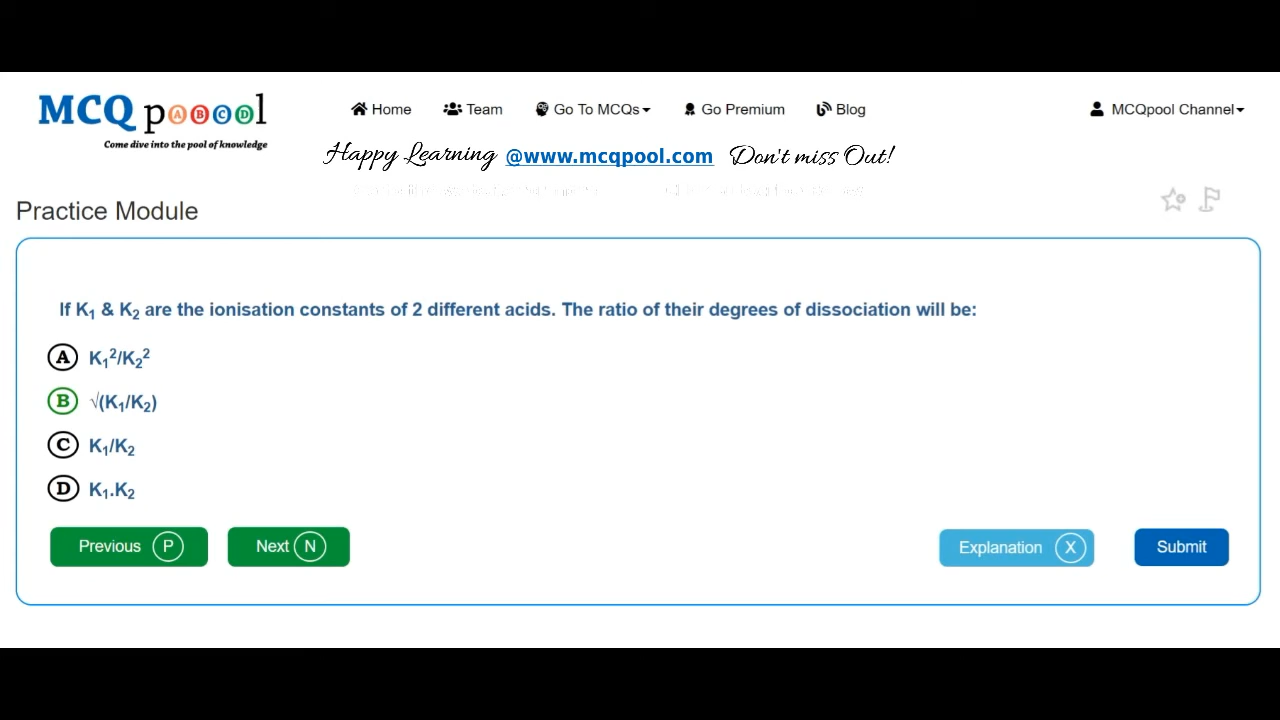 MCQ pABCDl
Come dive into the pool of knowledge
Home Team Go To MCQs Go Premium Blog MCQpool Channel
Happy Learning @www.mcqpool.com Don't miss Out!
Practice Module
If K₁ & K₂ are the ionisation constants of 2 different acids. The ratio of their degrees of dissociation will be:
A K₁²/K₂²
B √(K₁/K₂)
C K₁/K₂
D K₁.K₂
Previous P Next N Explanation X Submit